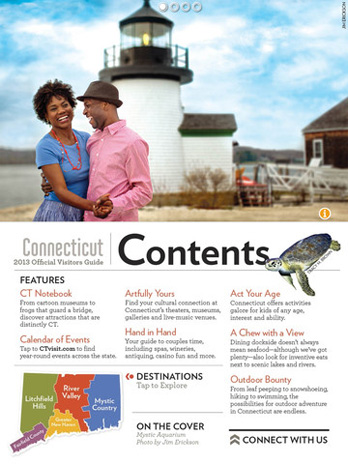 Connecticut
2013 Official Visitors Guide
Contents
FEATURES
CT Notebook
From cartoon museums to
frogs that guard a bridge,
discover attractions that are
distinctly CT.
Calendar of Events
Tap to CTvisit.com to find
year-round events across the state.
Artfully Yours
Find your cultural connection at
Connecticut's theaters, museums,
galleries and live-music venues.
Hand in Hand
Your guide to couples time,
including spas, wineries,
antiquing, casino fun and more.
Act Your Age
Connecticut offers activities
galore for kids of any age,
interest and ability.
A Chew with a View
Dining dockside doesn't always
mean seafood—although we've got
plenty—also look for inventive eats
next to scenic lakes and rivers.
Outdoor Bounty
From leaf peeping to snowshoeing,
hiking to swimming, the
possibilities for outdoor adventure
in Connecticut are endless.
Litchfield
Hills
River
Valley
Mystic
Country
Greater
New Haven
Fairfield County
DESTINATIONS
Tap to Explore
ON THE COVER
Mystic Aquarium
Photo by Jim Erickson
CONNECT WITH US